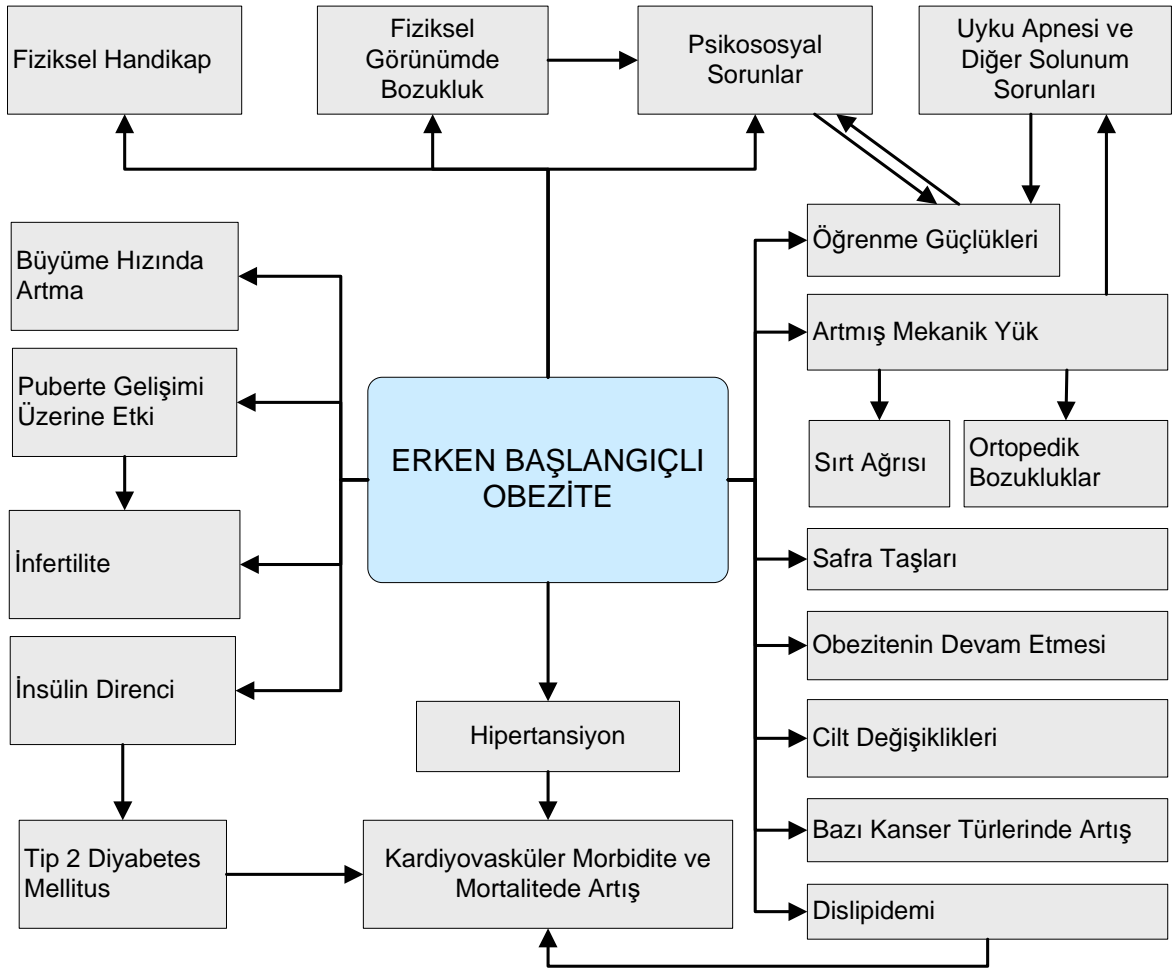 Fiziksel Handikap
Fiziksel
Görünümde
Bozukluk
Psikososyal
Sorunlar
Uyku Apnesi ve
Diğer Solunum
Sorunları
Büyüme Hızında
Artma
Öğrenme Güçlükleri
Artmış Mekanik Yük
Puberte Gelişimi
Üzerine Etki
ERKEN BAŞLANGIÇLI
OBEZİTE
Sırt Ağrısı
Ortopedik
Bozukluklar
İnfertilite
Safra Taşları
Obezitenin Devam Etmesi
İnsülin Direnci
Hipertansiyon
Cilt Değişiklikleri
Bazı Kanser Türlerinde Artış
Tip 2 Diyabetes
Mellitus
Kardiyovasküler Morbidite ve
Mortalitede Artış
Dislipidemi